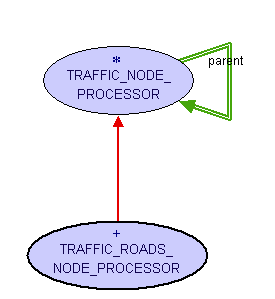 *
TRAFFIC_NODE_
PROCESSOR
parent
+
TRAFFIC_ROADS_
NODE_PROCESSOR